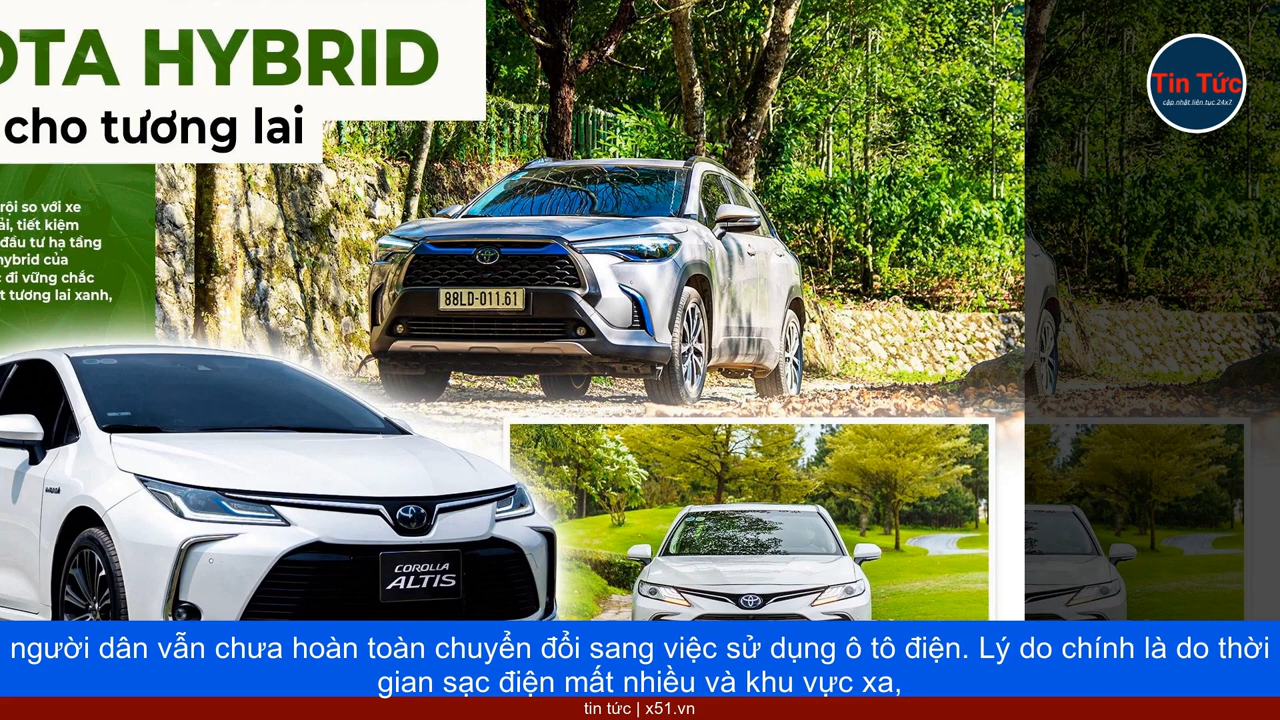 OTA HYBRID
cho tương lai
rội so với xe
ải, tiết kiệm
đầu tư hạ tầng
hybrid của
đi vững chắc
t tương lai xanh,
Tin Tức
cập nhật liên tục 24x7
88LD-011.61
COROLLA
ALTIS
người dân vẫn chưa hoàn toàn chuyển đổi sang việc sử dụng ô tô điện. Lý do chính là do thời
gian sạc điện mất nhiều và khu vực xa,
tin tức | x51.vn